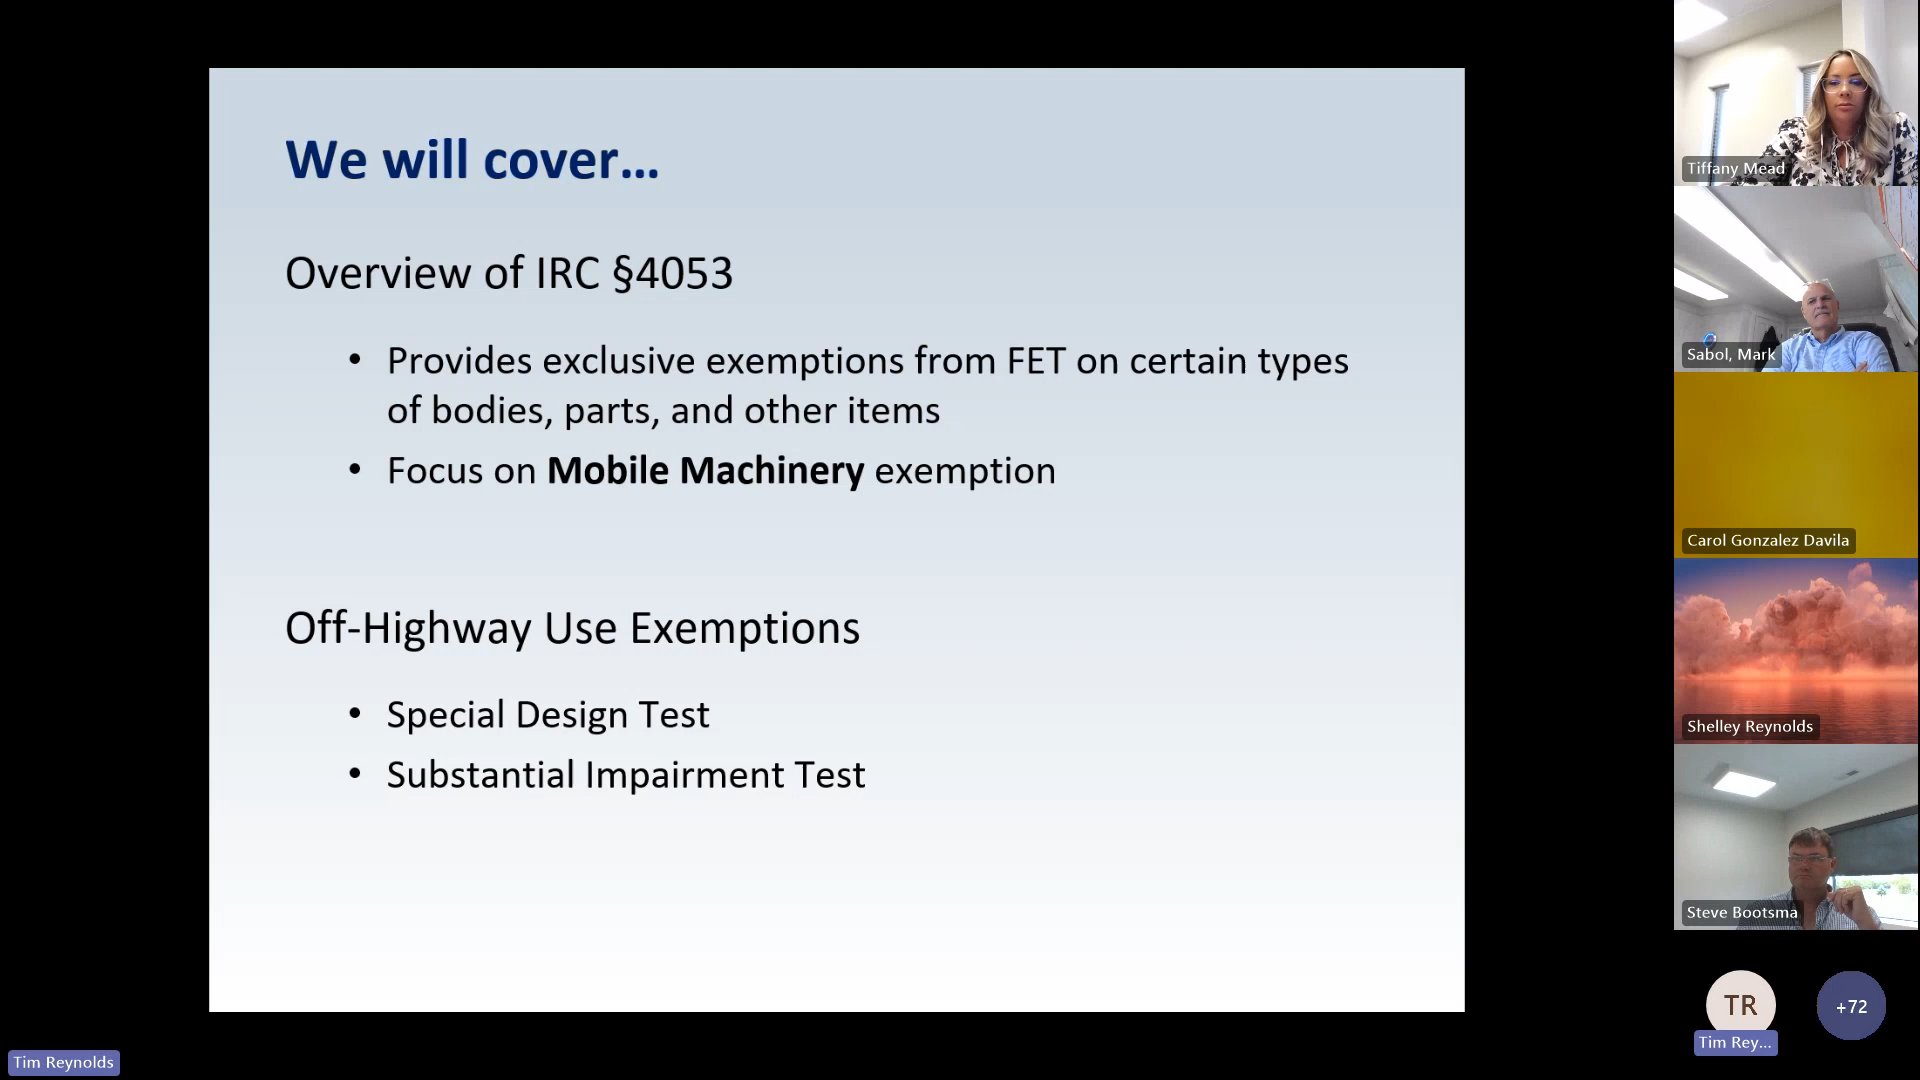 We will cover...
Overview of IRC §4053
• Provides exclusive exemptions from FET on certain types
of bodies, parts, and other items
• Focus on Mobile Machinery exemption
Off-Highway Use Exemptions
• Special Design Test
• Substantial Impairment Test
Tiffany Mead
Sabol, Mark
Carol Gonzalez Davila
Shelley Reynolds
Steve Bootsma
TR
+72
Tim Rey...
Tim Reynolds